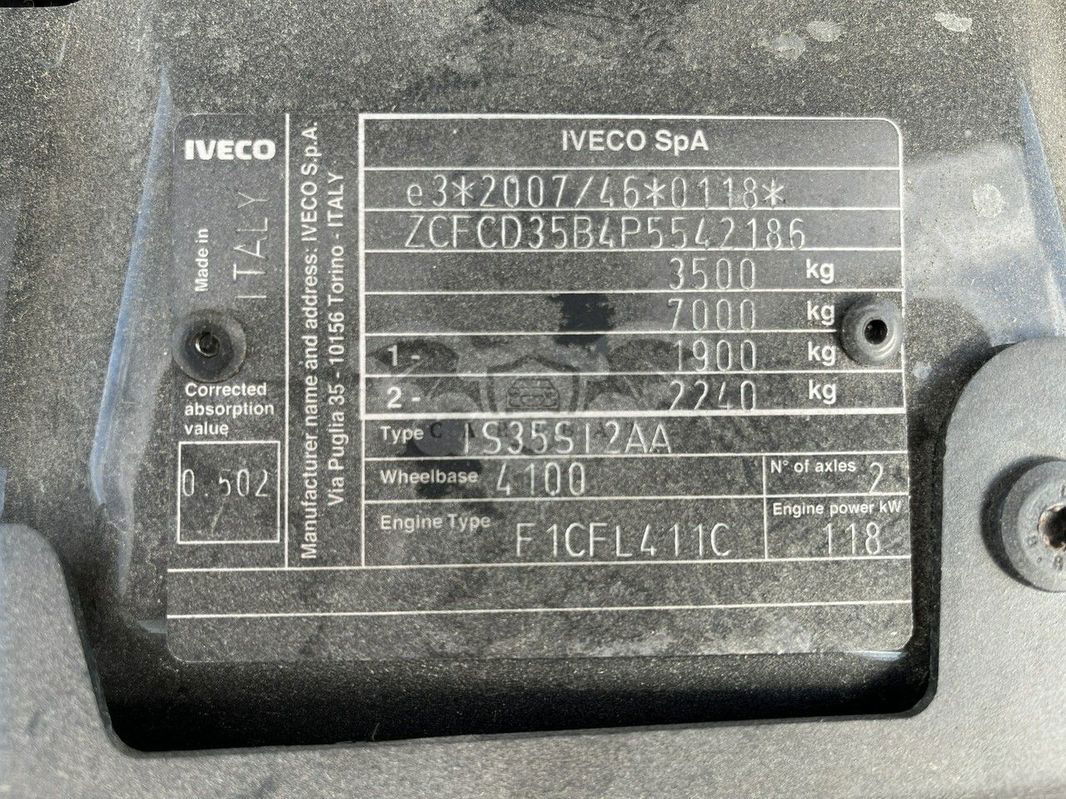 IVECO
Made in
ITALY
Corrected
absorption
value
0.502
Manufacturer name and address: IVECO S.p.A.
Via Puglia 35 - 10156 Torino - ITALY
IVECO SpA
e3*2007/46*0118*
ZCFCD35B4P5542186
3500 kg
7000 kg
1- 1900 kg
2- 2240 kg
Type IS35SI2AA
Wheelbase 4100
N° of axles 2
Engine Type F1CFL411C
Engine power kW
118